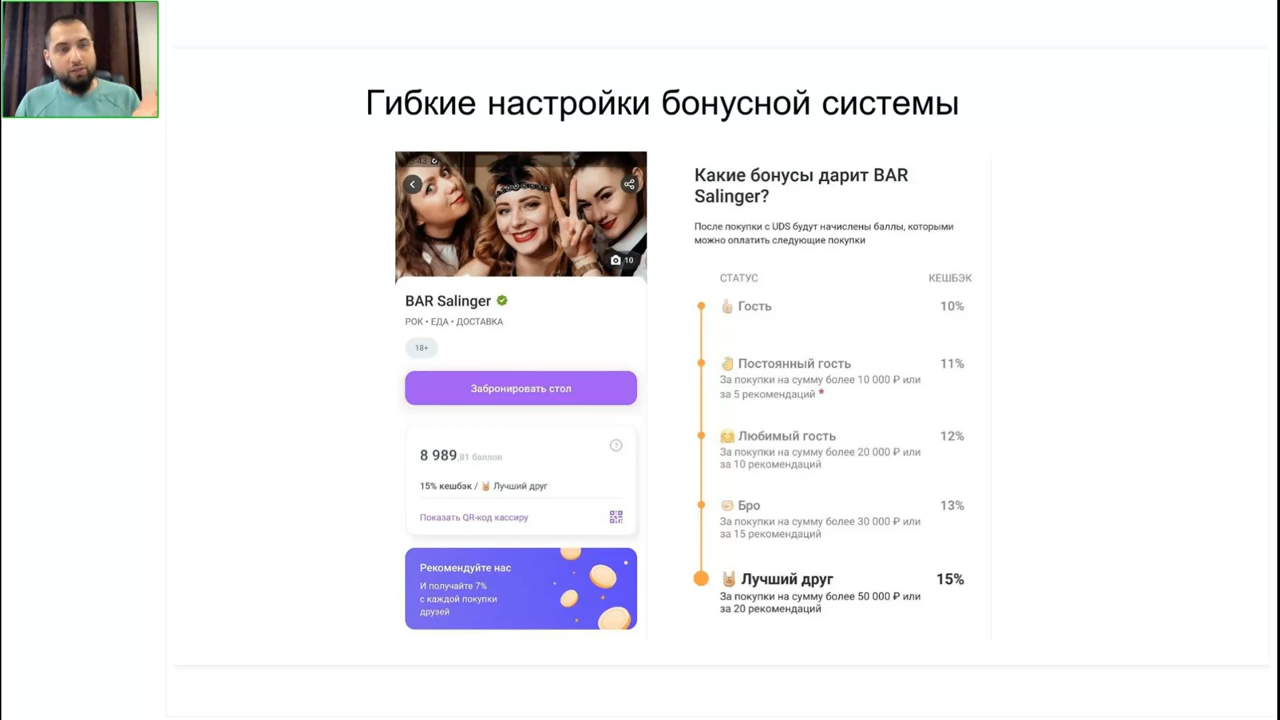 Гибкие настройки бонусной системы
10
BAR Salinger
РОК • ЕДА • ДОСТАВКА
18+
Забронировать стол
8 989,81 баллов
15% кешбэк / 🤘 Лучший друг
Показать QR-код кассиру
Рекомендуйте нас
И получайте 7%
с каждой покупки
друзей
Какие бонусы дарит BAR
Salinger?
После покупки с UDS будут начислены баллы, которыми
можно оплатить следующие покупки
СТАТУС КЕШБЭК
Гость 10%
Постоянный гость 11%
За покупки на сумму более 10 000 ₽ или
за 5 рекомендаций *
Любимый гость 12%
За покупки на сумму более 20 000 ₽ или
за 10 рекомендаций
Бро 13%
За покупки на сумму более 30 000 ₽ или
за 15 рекомендаций
🤘 Лучший друг 15%
За покупки на сумму более 50 000 ₽ или
за 20 рекомендаций